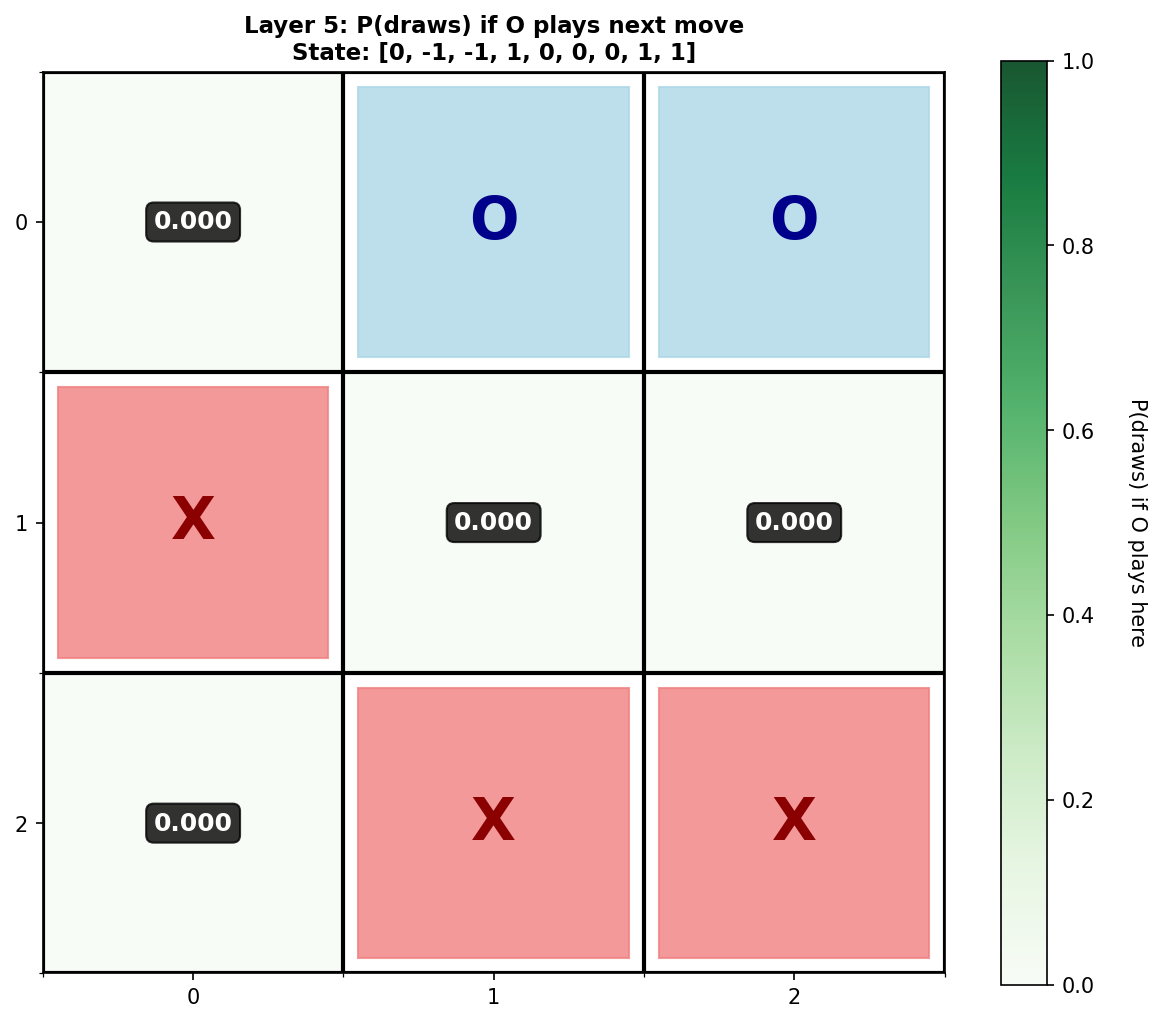 Layer 5: P(draws) if O plays next move
State: [0, -1, -1, 1, 0, 0, 0, 1, 1]
0.000
O
O
X
0.000
0.000
0.000
X
X
0
1
2
0
1
2
1.0
0.8
0.6
0.4
0.2
0.0
P(draws) if O plays here